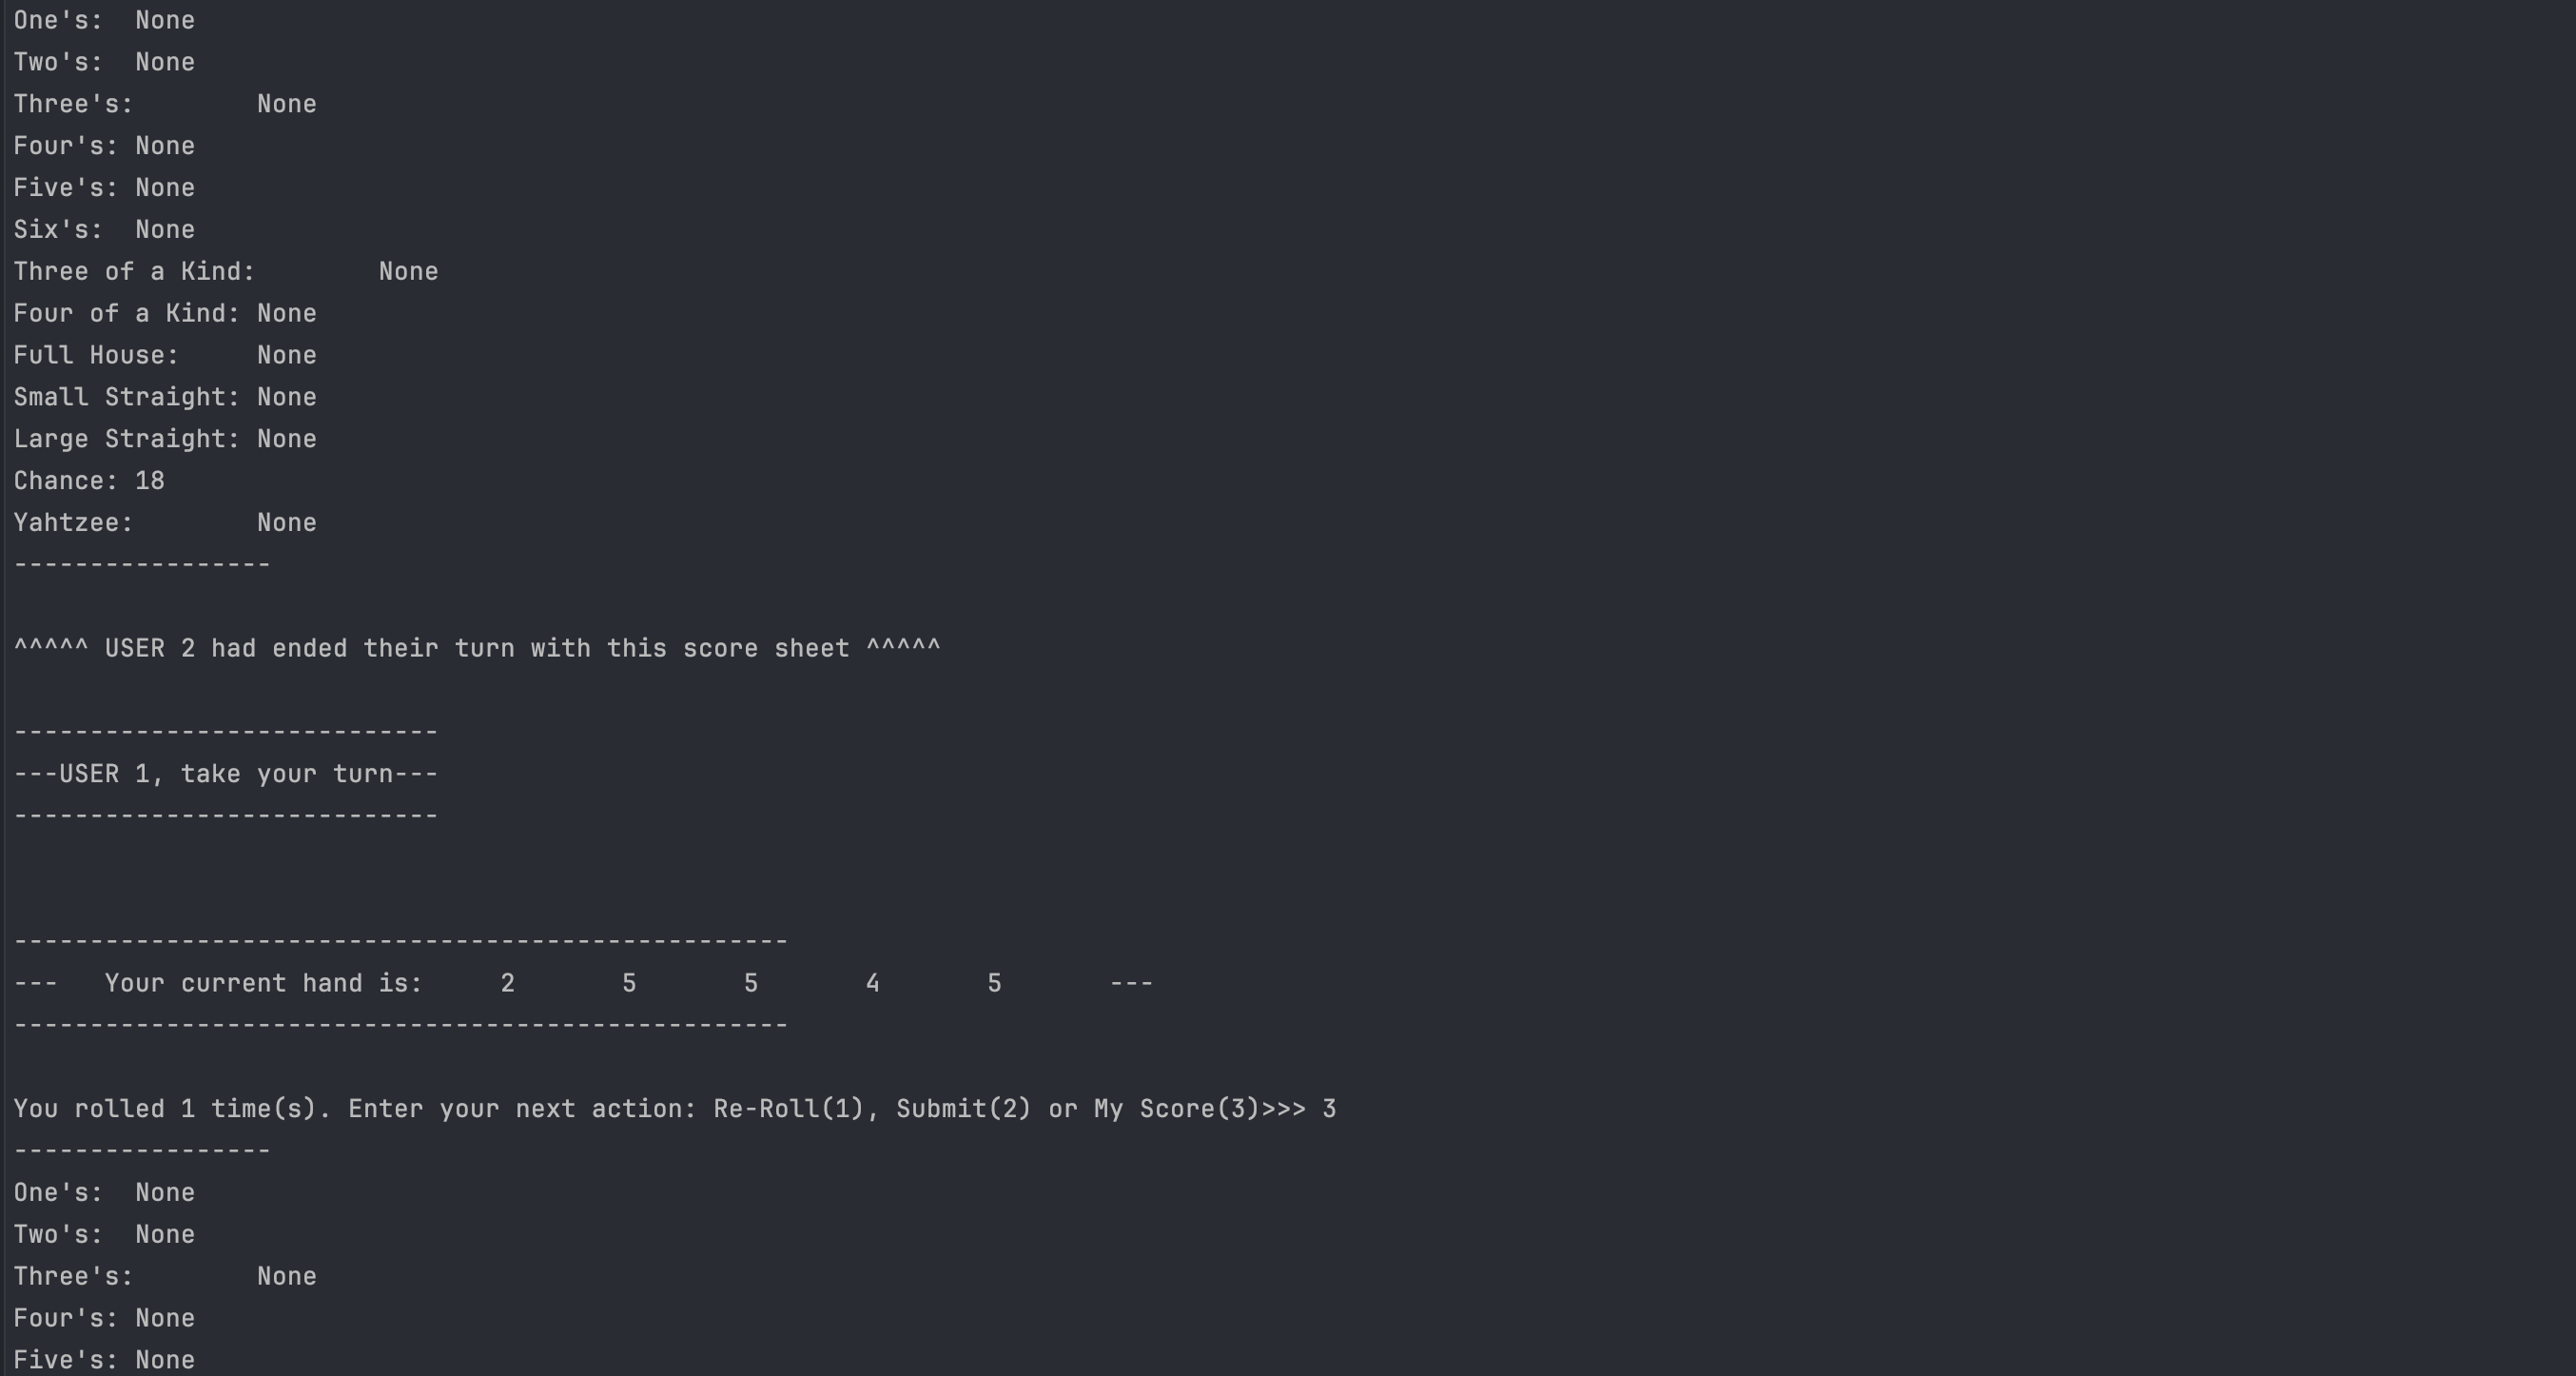 One's:  None
Two's:  None
Three's:        None
Four's: None
Five's: None
Six's:  None
Three of a Kind:        None
Four of a Kind: None
Full House:     None
Small Straight: None
Large Straight: None
Chance: 18
Yahtzee:        None
-----------------
^^^^^ USER 2 had ended their turn with this score sheet ^^^^^
----------------------------
---USER 1, take your turn---
----------------------------
---------------------------------------------------
---   Your current hand is:     2       5       5       4       5       ---
---------------------------------------------------
You rolled 1 time(s). Enter your next action: Re-Roll(1), Submit(2) or My Score(3)>>> 3
-----------------
One's:  None
Two's:  None
Three's:        None
Four's: None
Five's: None